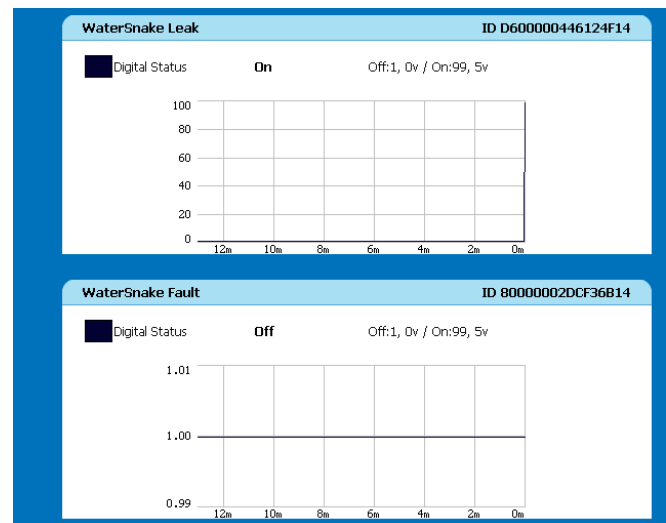 WaterSnake Leak ID D600000446124F14
Digital Status On Off:1, 0v / On:99, 5v
100
80
60
40
20
0
12m 10m 8m 6m 4m 2m 0m
WaterSnake Fault ID 80000002DCF36B14
Digital Status Off Off:1, 0v / On:99, 5v
1.01
1.00
0.99
12m 10m 8m 6m 4m 2m 0m